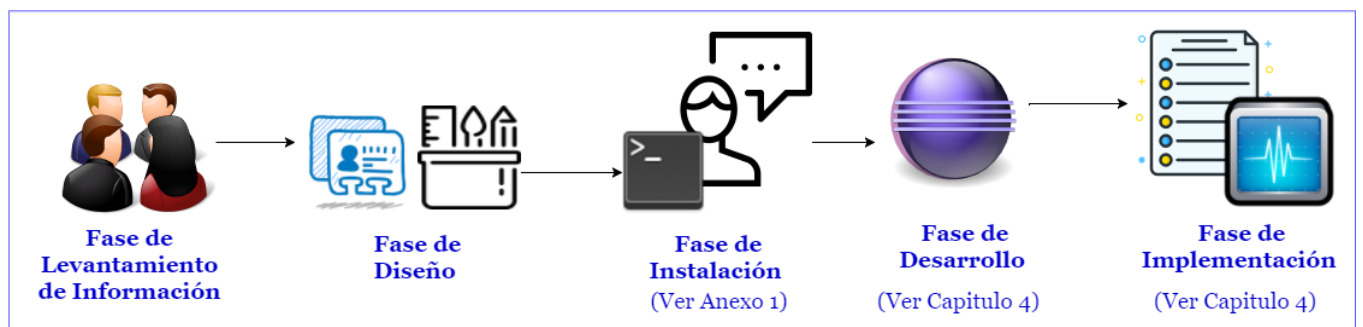 Fase de
Levantamiento
de Información
Fase de
Diseño
Fase de
Instalación
(Ver Anexo 1)
Fase de
Desarrollo
(Ver Capitulo 4)
Fase de
Implementación
(Ver Capitulo 4)